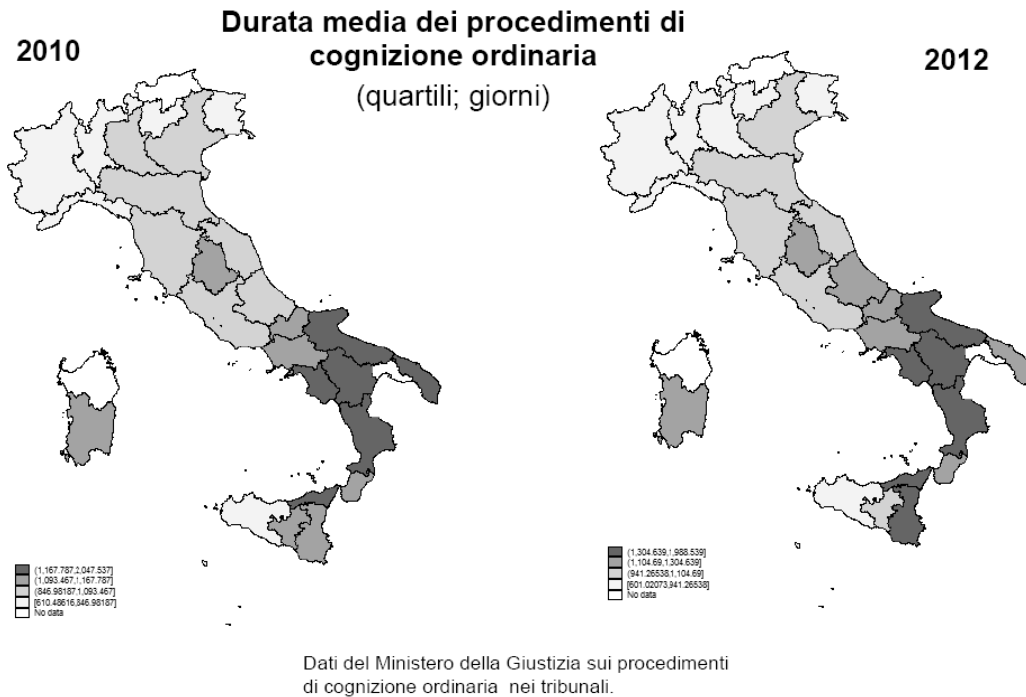 Durata media dei procedimenti di
cognizione ordinaria
(quartili; giorni)
2010
2012
(1,167.787,2,047.537]
(1,093.467,1,167.787]
(846.98187,1,093.467]
[610.48616,846.98187]
No data
(1,304.639,1,988.539]
(1,104.69,1,304.639]
(941.26538,1,104.69]
[601.02073,941.26538]
No data
Dati del Ministero della Giustizia sui procedimenti
di cognizione ordinaria nei tribunali.